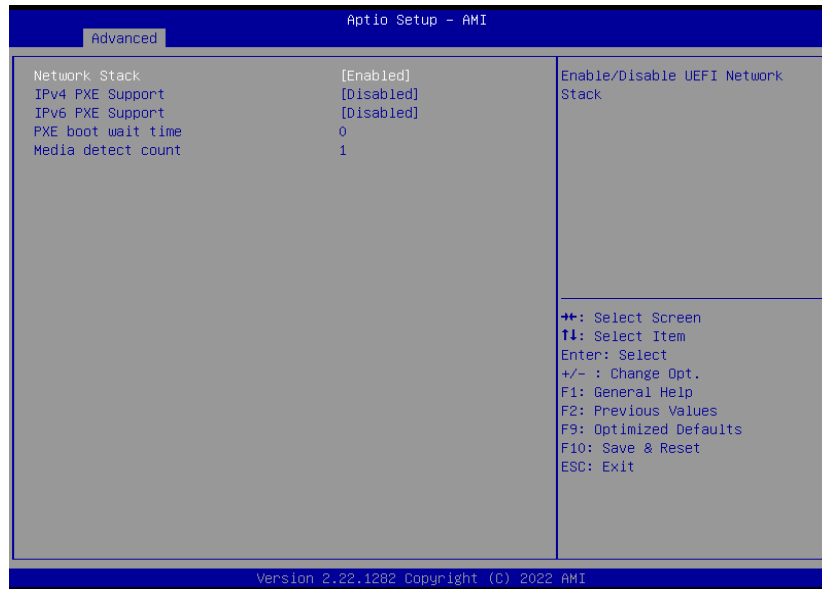 Aptio Setup – AMI
Advanced
Network Stack [Enabled]
IPv4 PXE Support [Disabled]
IPv6 PXE Support [Disabled]
PXE boot wait time 0
Media detect count 1
Enable/Disable UEFI Network
Stack
→←: Select Screen
↑↓: Select Item
Enter: Select
+/- : Change Opt.
F1: General Help
F2: Previous Values
F9: Optimized Defaults
F10: Save & Reset
ESC: Exit
Version 2.22.1282 Copyright (C) 2022 AMI